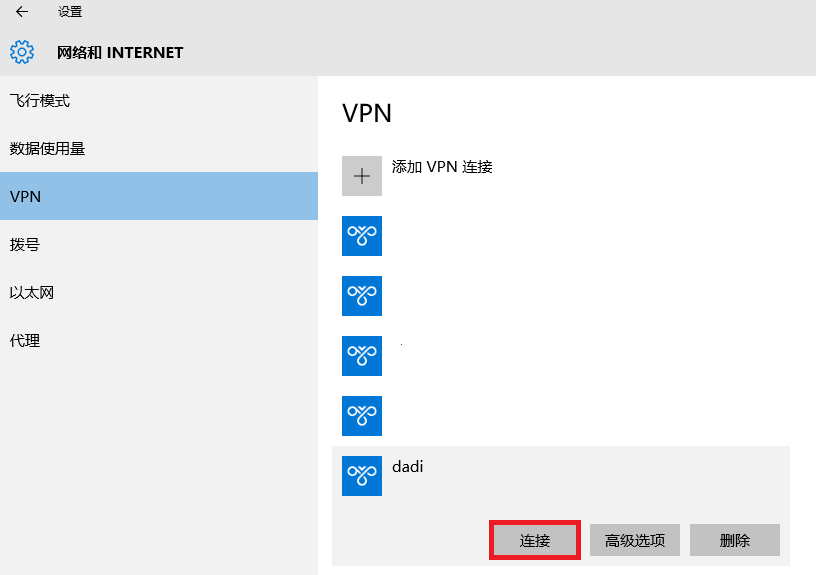 设置
网络和 INTERNET
飞行模式
数据使用量
VPN
拨号
以太网
代理
VPN
添加 VPN 连接
dadi
连接
高级选项
删除